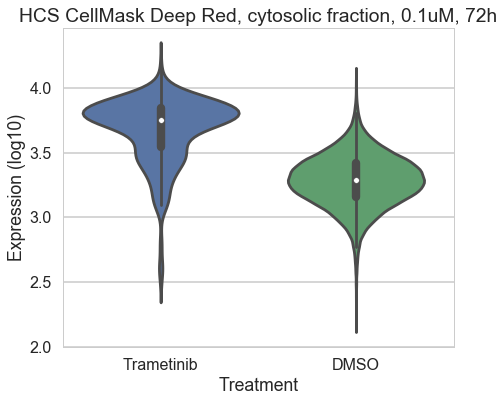 HCS CellMask Deep Red, cytosolic fraction, 0.1uM, 72h
Expression (log10)
4.0
3.5
3.0
2.5
2.0
Trametinib DMSO
Treatment